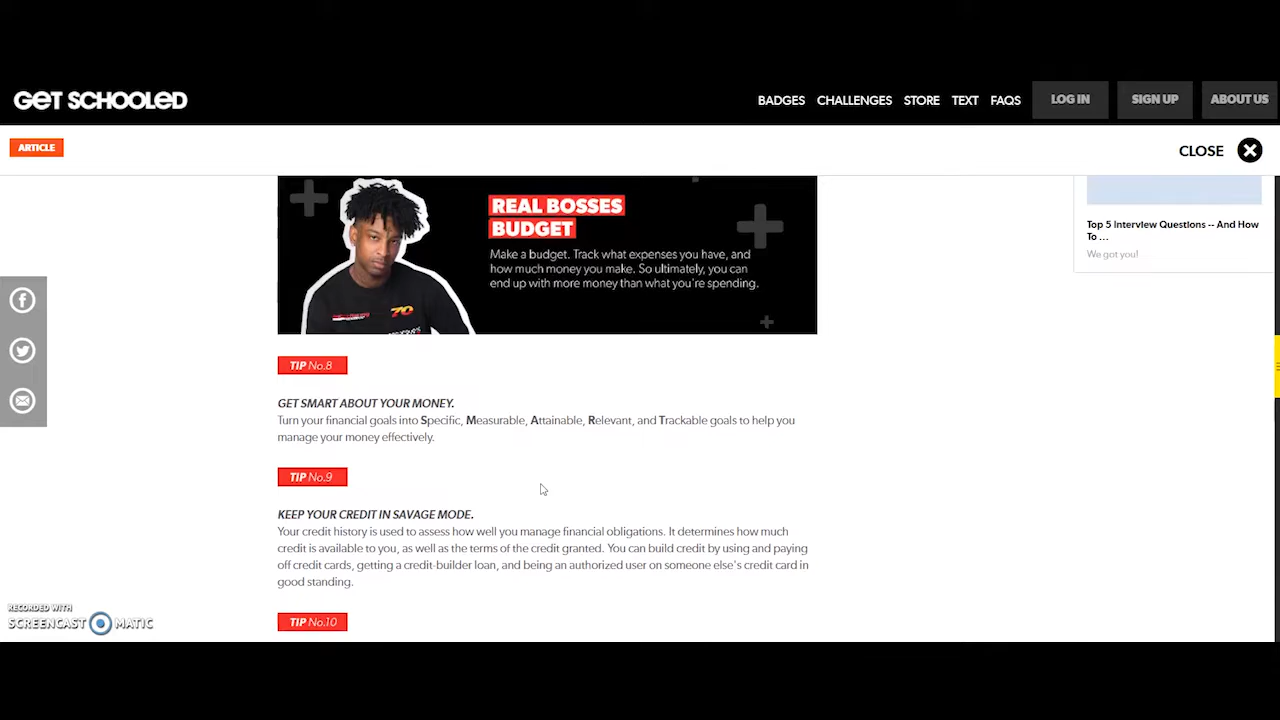 GET SCHOOLED
BADGES CHALLENGES STORE TEXT FAQS LOG IN SIGN UP ABOUT US
ARTICLE
CLOSE
REAL BOSSES
BUDGET
Make a budget. Track what expenses you have, and
how much money you make. So ultimately, you can
end up with more money than what you're spending.
70
Top 5 Interview Questions -- And How
To ...
We got you!
TIP No.8
GET SMART ABOUT YOUR MONEY.
Turn your financial goals into Specific, Measurable, Attainable, Relevant, and Trackable goals to help you
manage your money effectively.
TIP No.9
KEEP YOUR CREDIT IN SAVAGE MODE.
Your credit history is used to assess how well you manage financial obligations. It determines how much
credit is available to you, as well as the terms of the credit granted. You can build credit by using and paying
off credit cards, getting a credit-builder loan, and being an authorized user on someone else's credit card in
good standing.
TIP No.10
RECORDED WITH
SCREENCAST MATIC